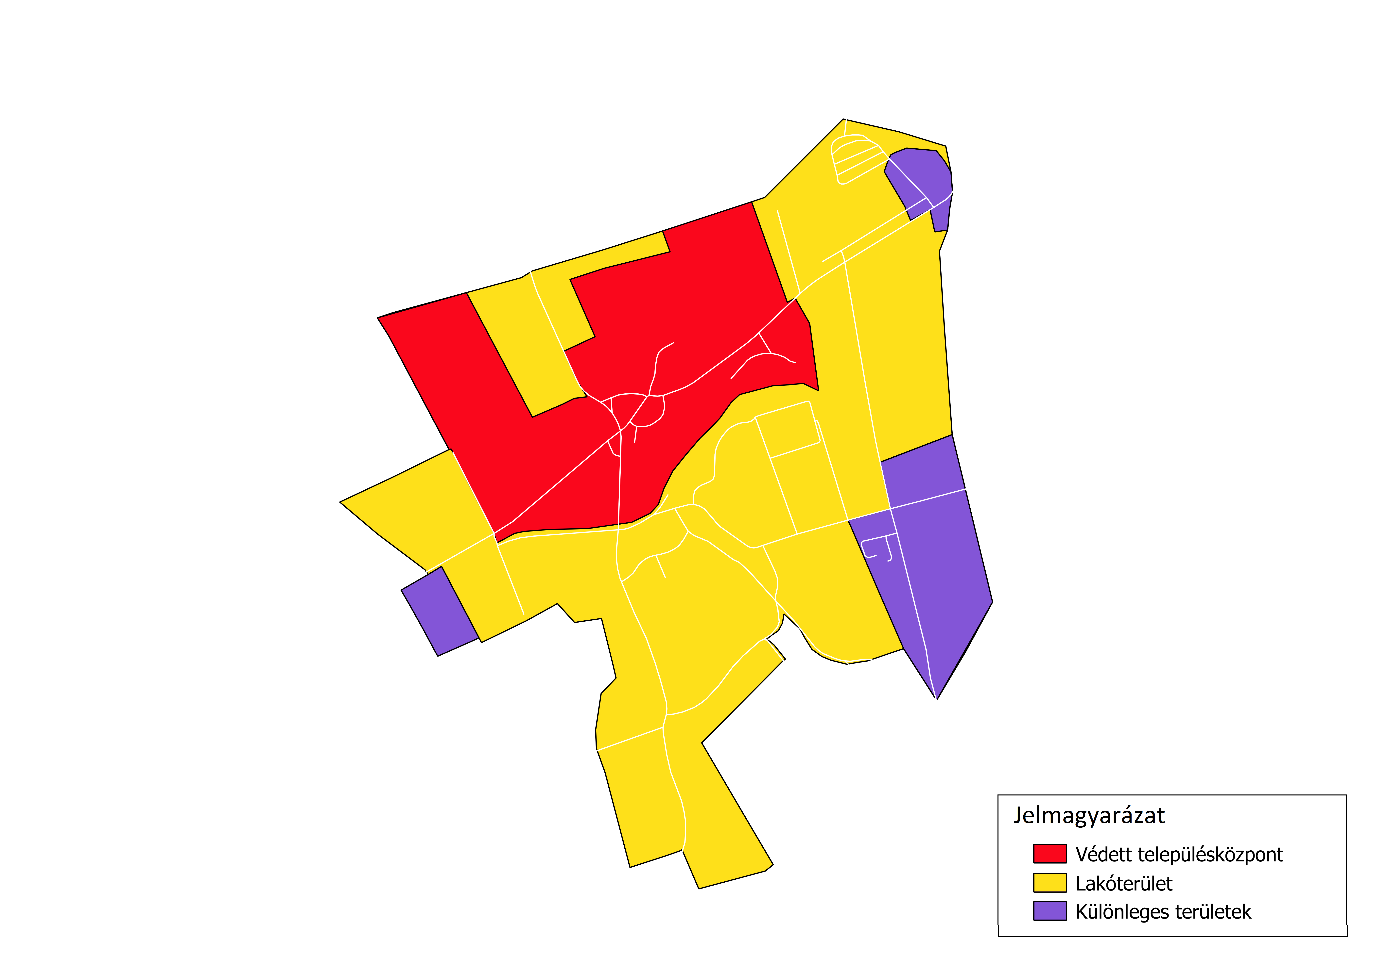 Jelmagyarázat
Védett településközpont
Lakóterület
Különleges területek